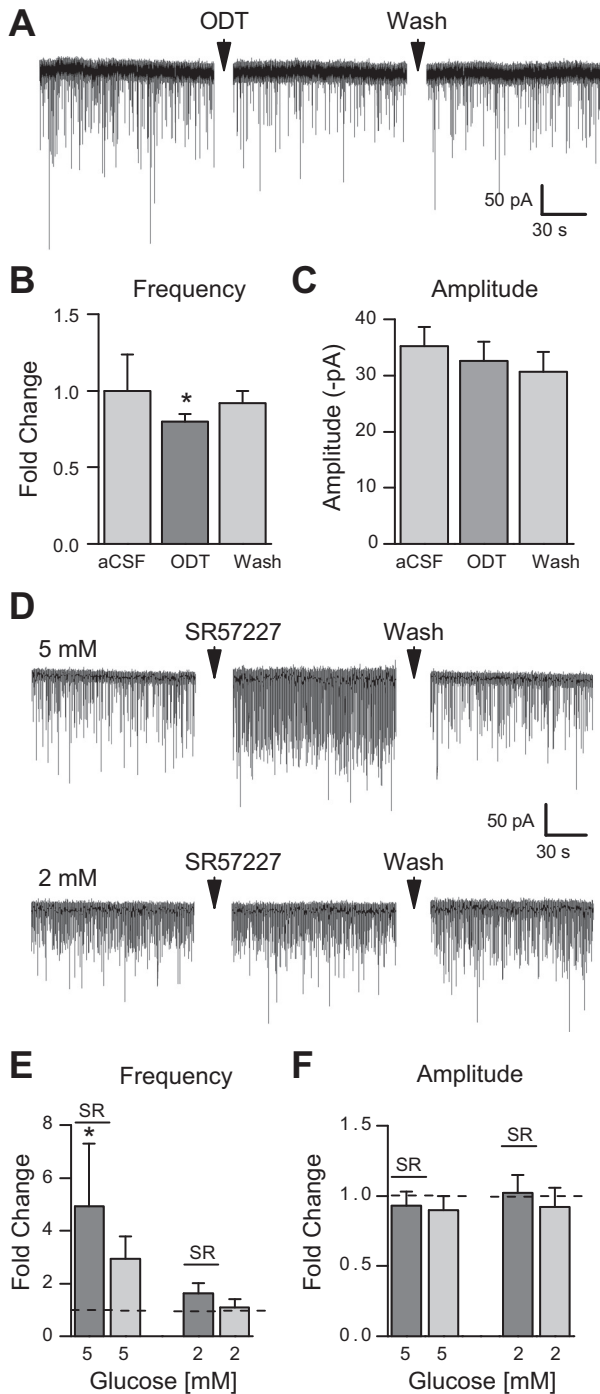 A
ODT Wash
50 pA
30 s
B
Frequency
Fold Change
1.5
1.0
0.5
0.0
*
aCSF ODT Wash
C
Amplitude
Amplitude (-pA)
40
30
20
10
0
aCSF ODT Wash
D
SR57227 Wash
5 mM
50 pA
30 s
SR57227 Wash
2 mM
E
Frequency
Fold Change
8
6
4
2
0
SR
*
SR
5 5 2 2
Glucose [mM]
F
Amplitude
Fold Change
1.5
1.0
0.5
0.0
SR
SR
5 5 2 2
Glucose [mM]